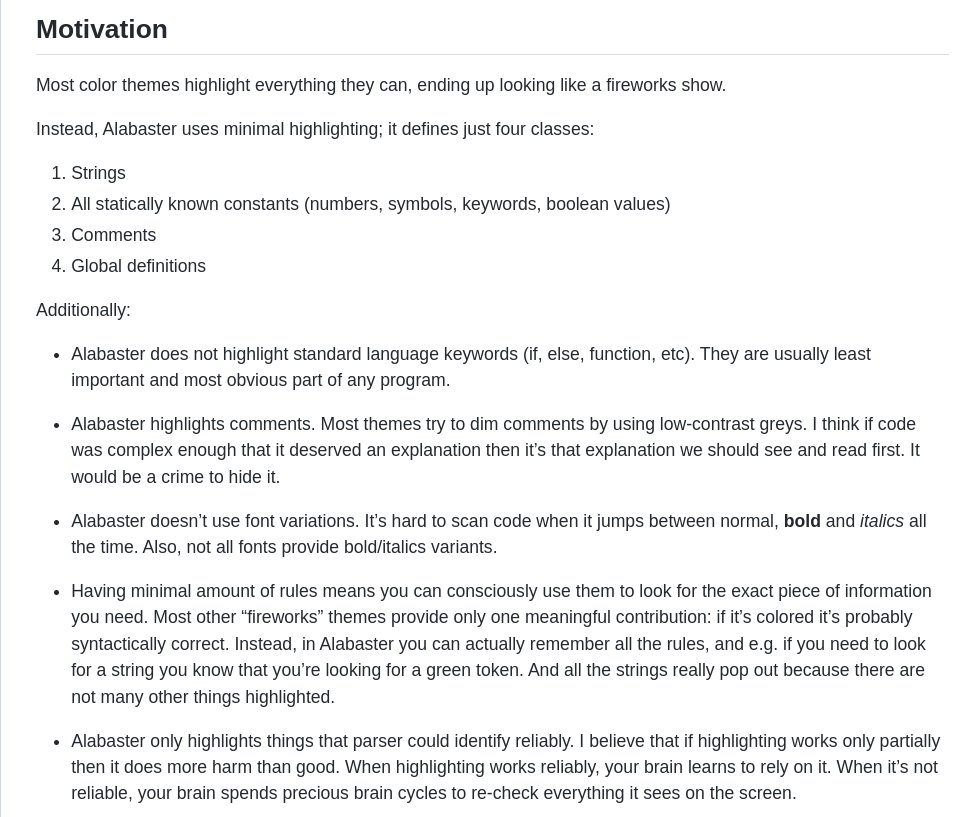 Motivation
Most color themes highlight everything they can, ending up looking like a fireworks show.
Instead, Alabaster uses minimal highlighting; it defines just four classes:
1. Strings
2. All statically known constants (numbers, symbols, keywords, boolean values)
3. Comments
4. Global definitions
Additionally:
• Alabaster does not highlight standard language keywords (if, else, function, etc). They are usually least
important and most obvious part of any program.
• Alabaster highlights comments. Most themes try to dim comments by using low-contrast greys. I think if code
was complex enough that it deserved an explanation then it’s that explanation we should see and read first. It
would be a crime to hide it.
• Alabaster doesn’t use font variations. It’s hard to scan code when it jumps between normal, bold and italics all
the time. Also, not all fonts provide bold/italics variants.
• Having minimal amount of rules means you can consciously use them to look for the exact piece of information
you need. Most other “fireworks” themes provide only one meaningful contribution: if it’s colored it’s probably
syntactically correct. Instead, in Alabaster you can actually remember all the rules, and e.g. if you need to look
for a string you know that you’re looking for a green token. And all the strings really pop out because there are
not many other things highlighted.
• Alabaster only highlights things that parser could identify reliably. I believe that if highlighting works only partially
then it does more harm than good. When highlighting works reliably, your brain learns to rely on it. When it’s not
reliable, your brain spends precious brain cycles to re-check everything it sees on the screen.